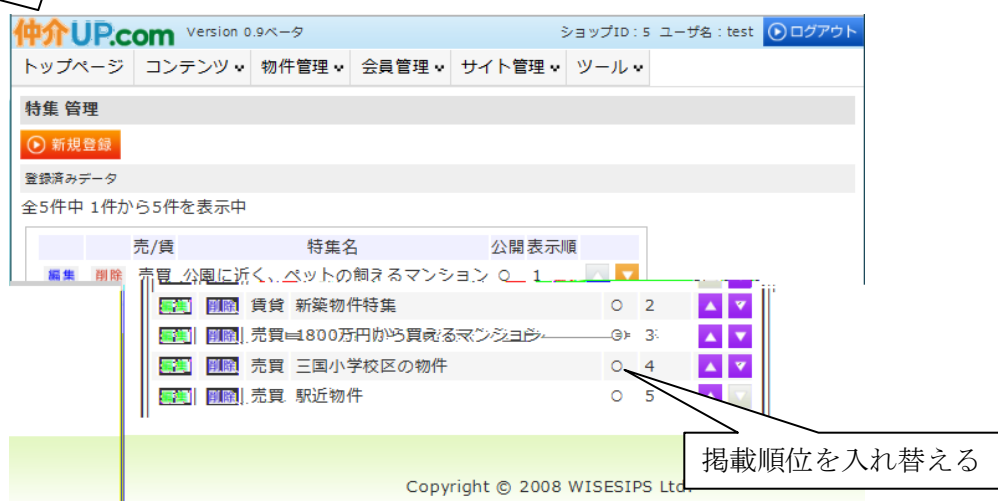 仲介UP.com Version 0.9ベータ ショップID:5 ユーザ名:test ログアウト
トップページ コンテンツ 物件管理 会員管理 サイト管理 ツール
特集 管理
新規登録
登録済みデータ
全5件中 1件から5件を表示中
売/賃 特集名 公開 表示順
編集 削除 売買 公園に近く、ペットの飼えるマンション ○ 1
削除 賃貸 新築物件特集 ○ 2
削除 売買 1800万円から買えるマンション ○ 3
削除 売買 三国小学校区の物件 ○ 4
削除 売買 駅近物件 ○ 5
掲載順位を入れ替える
Copyright © 2008 WISESIPS Ltd.